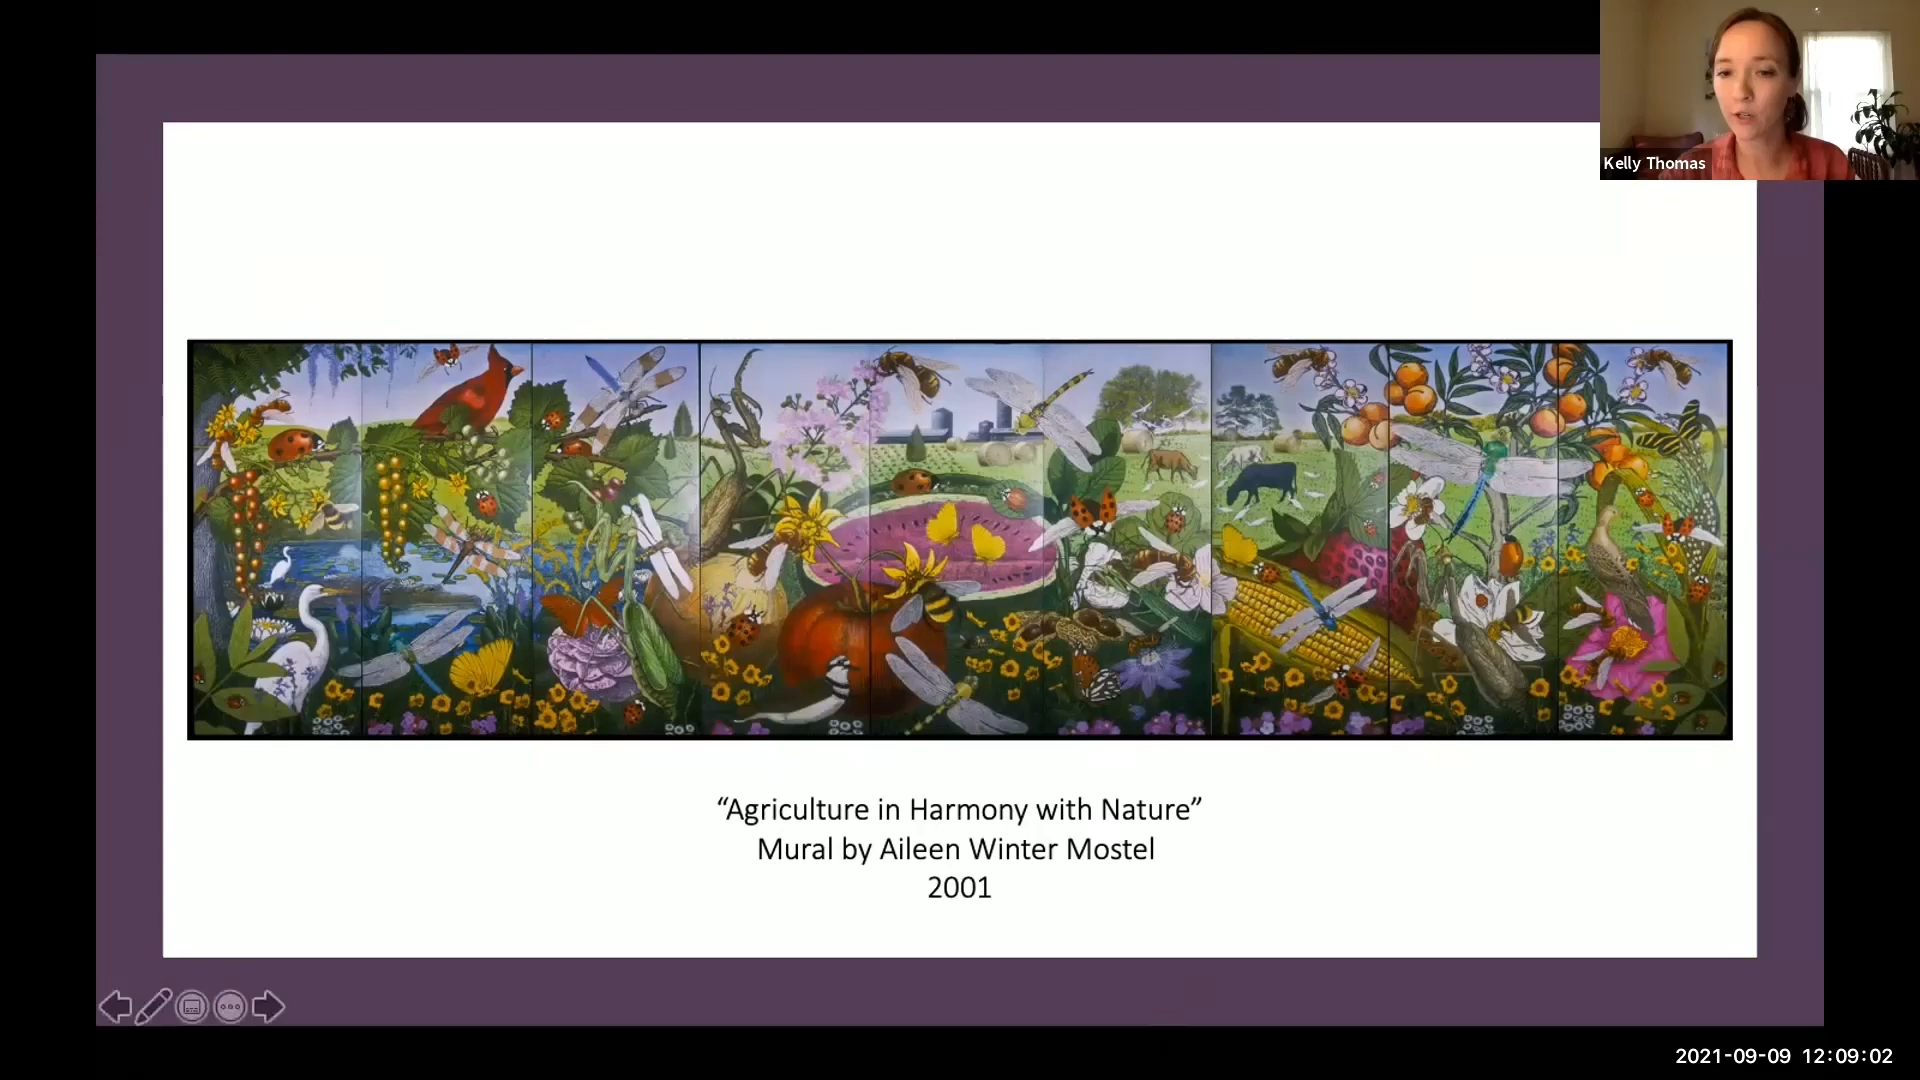 Kelly Thomas
“Agriculture in Harmony with Nature”
Mural by Aileen Winter Mostel
2001
2021-09-09 12:09:02